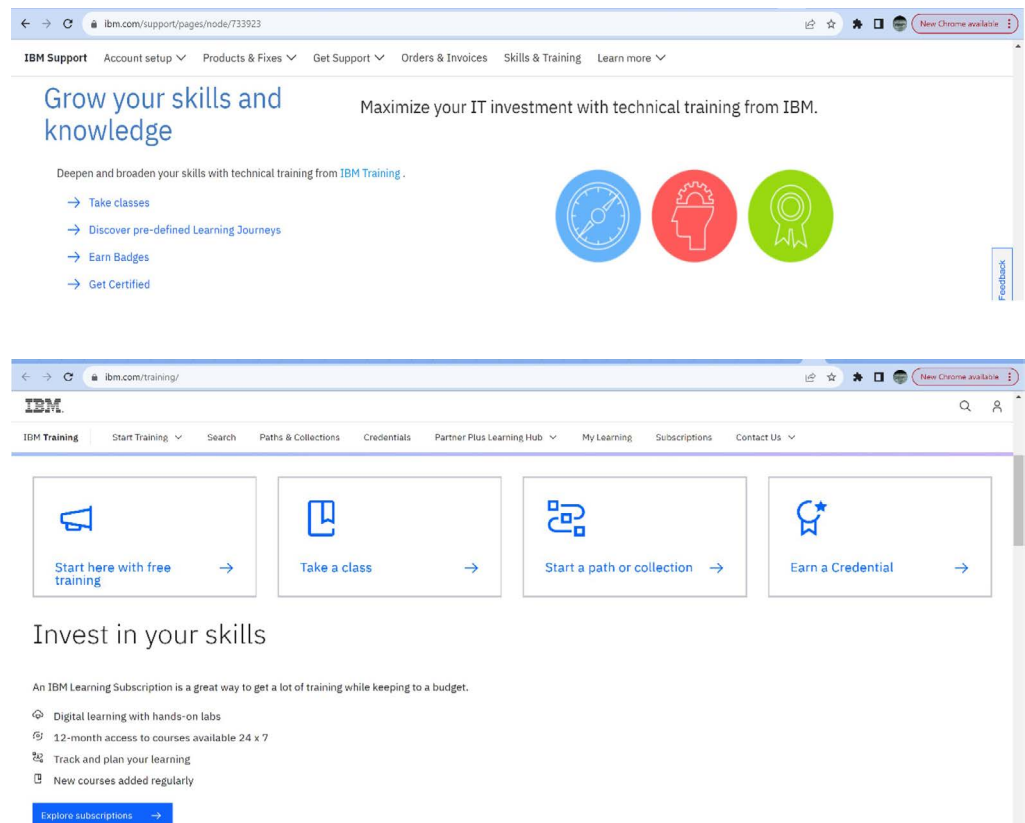 ibm.com/support/pages/node/733923
New Chrome available
IBM Support Account setup Products & Fixes Get Support Orders & Invoices Skills & Training Learn more
Grow your skills and
knowledge
Maximize your IT investment with technical training from IBM.
Deepen and broaden your skills with technical training from IBM Training .
Take classes
Discover pre-defined Learning Journeys
Earn Badges
Get Certified
Feedback
ibm.com/training/
New Chrome available
IBM.
IBM Training Start Training Search Paths & Collections Credentials Partner Plus Learning Hub My Learning Subscriptions Contact Us
Start here with free
training
Take a class
Start a path or collection
Earn a Credential
Invest in your skills
An IBM Learning Subscription is a great way to get a lot of training while keeping to a budget.
Digital learning with hands-on labs
12-month access to courses available 24 x 7
Track and plan your learning
New courses added regularly
Explore subscriptions